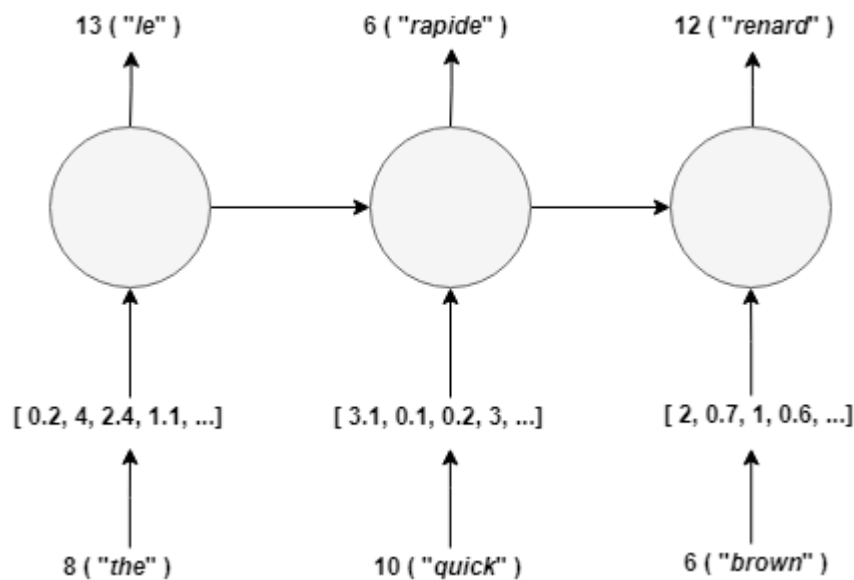 13 ( "le" ) 6 ( "rapide" ) 12 ( "renard" )
[ 0.2, 4, 2.4, 1.1, ...] [ 3.1, 0.1, 0.2, 3, ...] [ 2, 0.7, 1, 0.6, ...]
8 ( "the" ) 10 ( "quick" ) 6 ( "brown" )